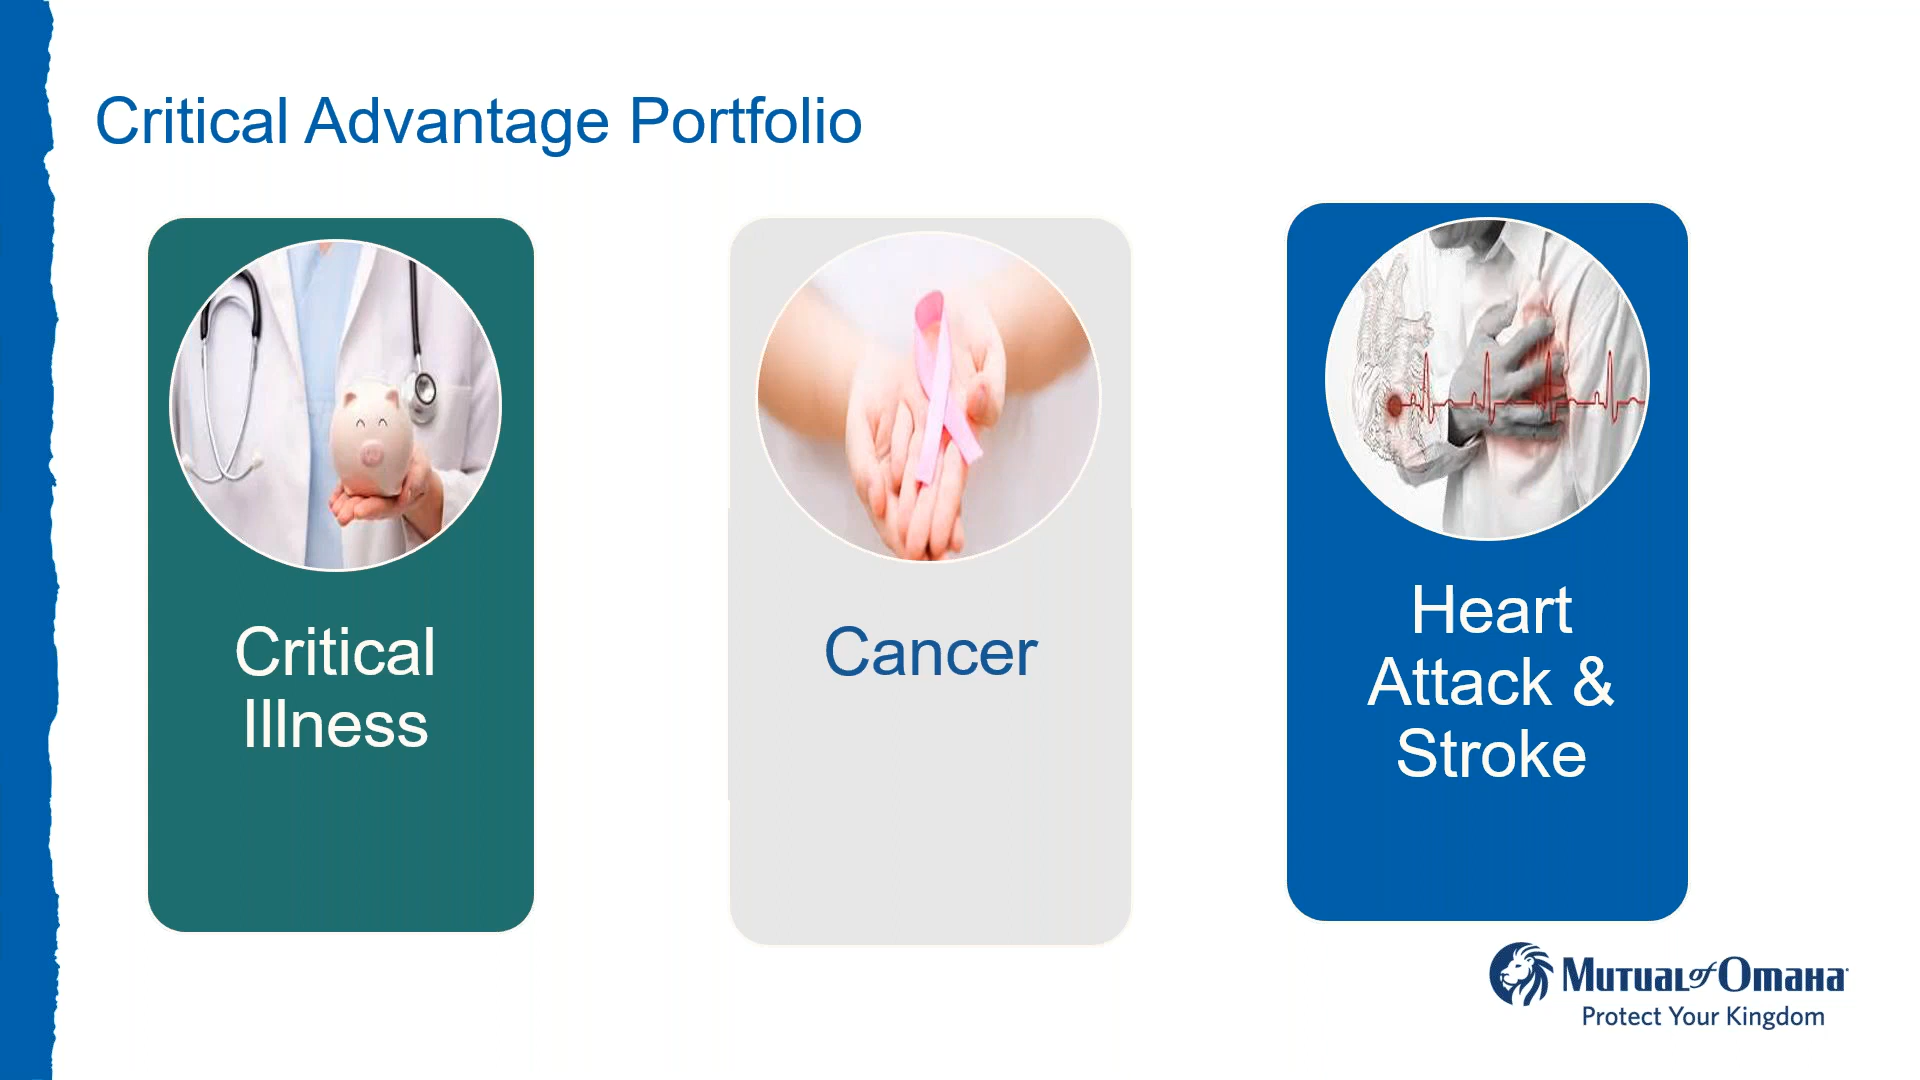 Critical Advantage Portfolio
Critical
Illness
Cancer
Heart
Attack &
Stroke
Mutual of Omaha
Protect Your Kingdom